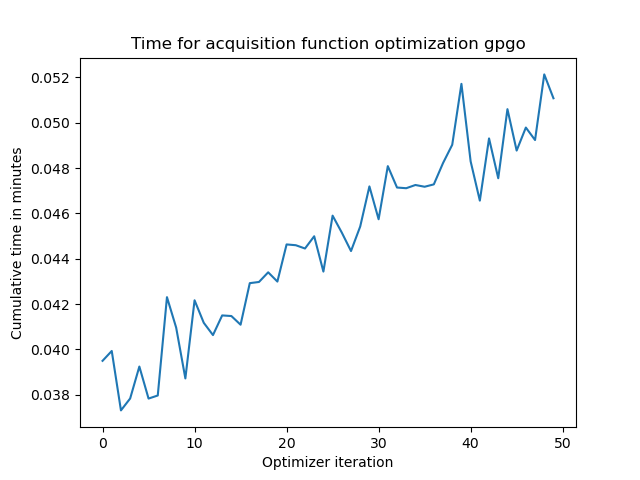 Time for acquisition function optimization gpgo
0.052
0.050
0.048
0.046
0.044
0.042
0.040
0.038
Cumulative time in minutes
0 10 20 30 40 50
Optimizer iteration